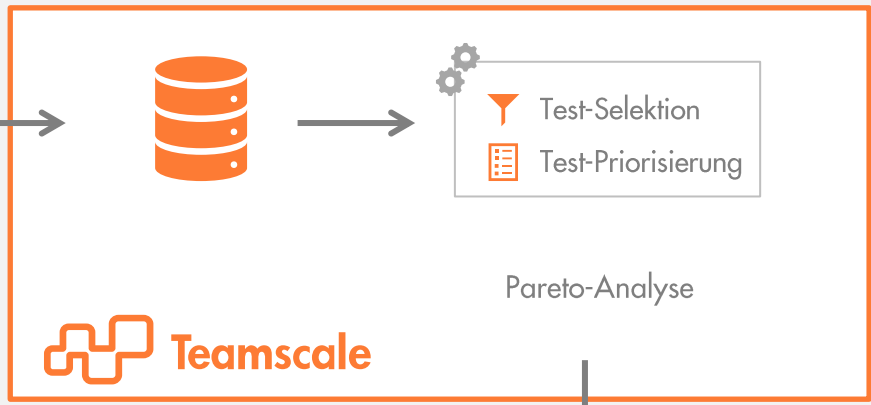 Test-Selektion
Test-Priorisierung
Pareto-Analyse
Teamscale